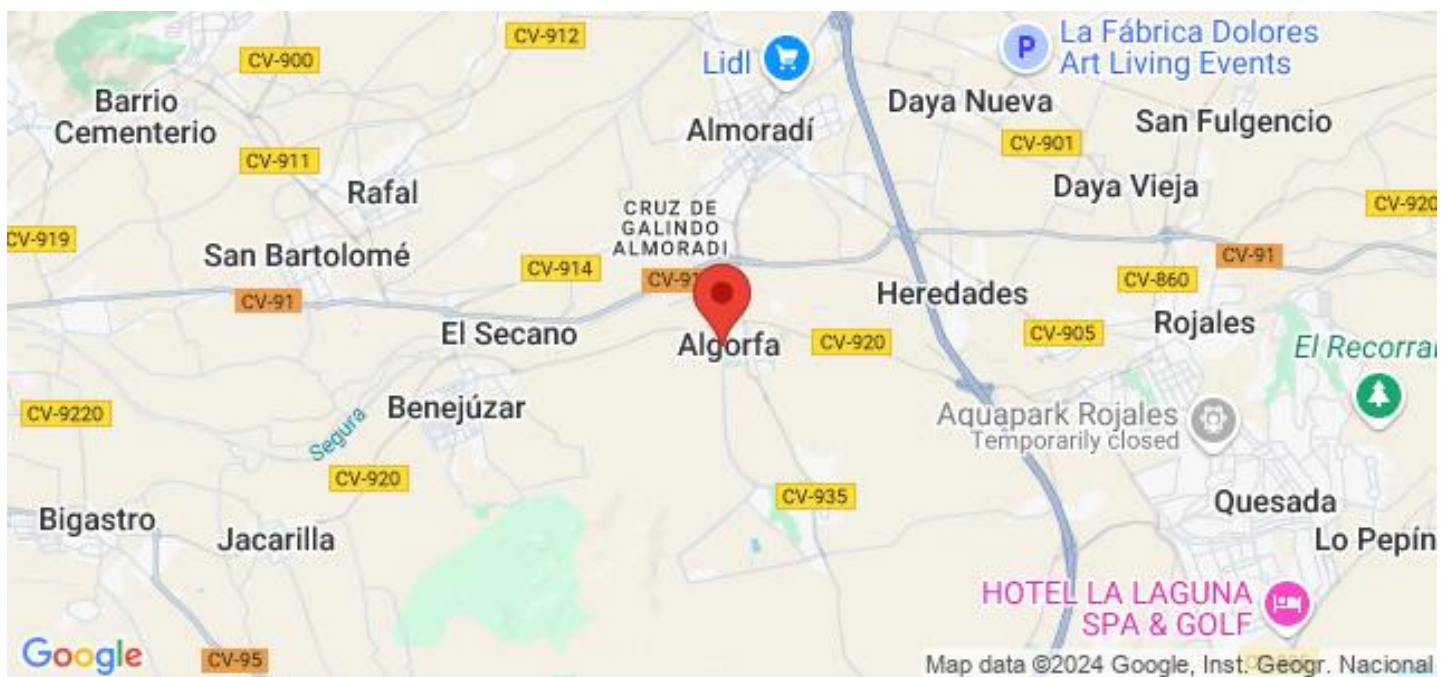 CV-912
La Fábrica Dolores
Art Living Events
P
CV-900
Lidl
Barrio
Cementerio
Daya Nueva
San Fulgencio
Almoradí
CV-901
CV-911
Rafal
Daya Vieja
CV-920
CRUZ DE
GALINDO
ALMORADI
CV-919
San Bartolomé
CV-914
CV-91
CV-91
CV-860
Heredades
CV-91
Rojales
El Secano
Algorfa
CV-920
CV-905
El Recorral
Benejúzar
CV-9220
Aquapark Rojales
Temporarily closed
Segura
CV-920
CV-935
Quesada
Bigastro
Jacarilla
Lo Pepín
HOTEL LA LAGUNA
SPA & GOLF
Google
CV-95
Map data ©2024 Google, Inst. Geogr. Nacional